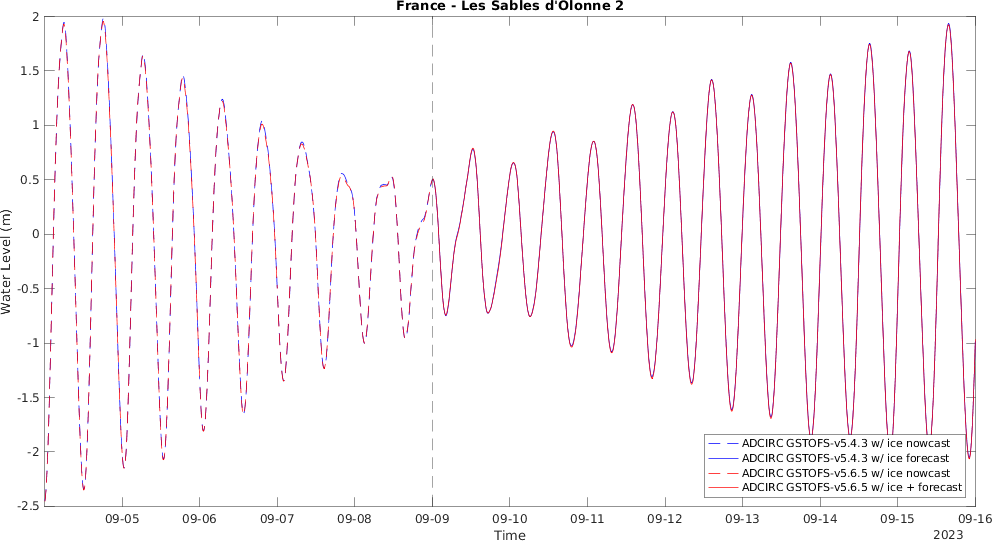 France - Les Sables d'Olonne 2
2
1.5
1
0.5
0
-0.5
-1
-1.5
-2
-2.5
Water Level (m)
ADCIRC GSTOFS-v5.4.3 w/ ice nowcast
ADCIRC GSTOFS-v5.4.3 w/ ice forecast
ADCIRC GSTOFS-v5.6.5 w/ ice nowcast
ADCIRC GSTOFS-v5.6.5 w/ ice + forecast
09-05 09-06 09-07 09-08 09-09 09-10 09-11 09-12 09-13 09-14 09-15 09-16
Time
2023